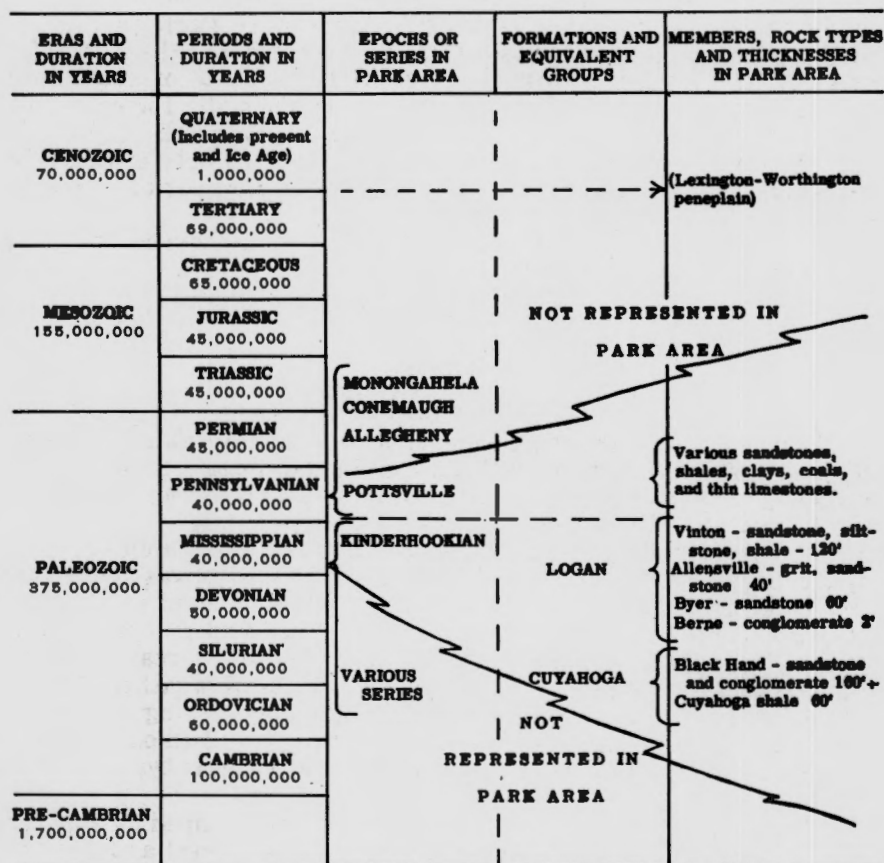 ERAS AND
DURATION
IN YEARS
PERIODS AND
DURATION IN
YEARS
EPOCHS OR
SERIES IN
PARK AREA
FORMATIONS AND
EQUIVALENT
GROUPS
MEMBERS, ROCK TYPES
AND THICKNESSES
IN PARK AREA
CENOZOIC
70,000,000
QUATERNARY
(Includes present
and Ice Age)
1,000,000
TERTIARY
69,000,000
(Lexington-Worthington
peneplain)
MESOZOIC
155,000,000
CRETACEOUS
65,000,000
JURASSIC
45,000,000
TRIASSIC
45,000,000
NOT REPRESENTED IN
PARK AREA
PALEOZOIC
375,000,000
PERMIAN
45,000,000
PENNSYLVANIAN
40,000,000
MISSISSIPPIAN
40,000,000
DEVONIAN
50,000,000
SILURIAN
40,000,000
ORDOVICIAN
60,000,000
CAMBRIAN
100,000,000
MONONGAHELA
CONEMAUGH
ALLEGHENY
POTTSVILLE
KINDERHOOKIAN
VARIOUS
SERIES
LOGAN
CUYAHOGA
Various sandstones,
shales, clays, coals,
and thin limestones.
Vinton - sandstone, silt-
stone, shale - 120'
Allensville - grit, sand-
stone 40'
Byer - sandstone 60'
Berne - conglomerate 2'
Black Hand - sandstone
and conglomerate 160'+
Cuyahoga shale 60'
NOT
REPRESENTED IN
PARK AREA
PRE-CAMBRIAN
1,700,000,000